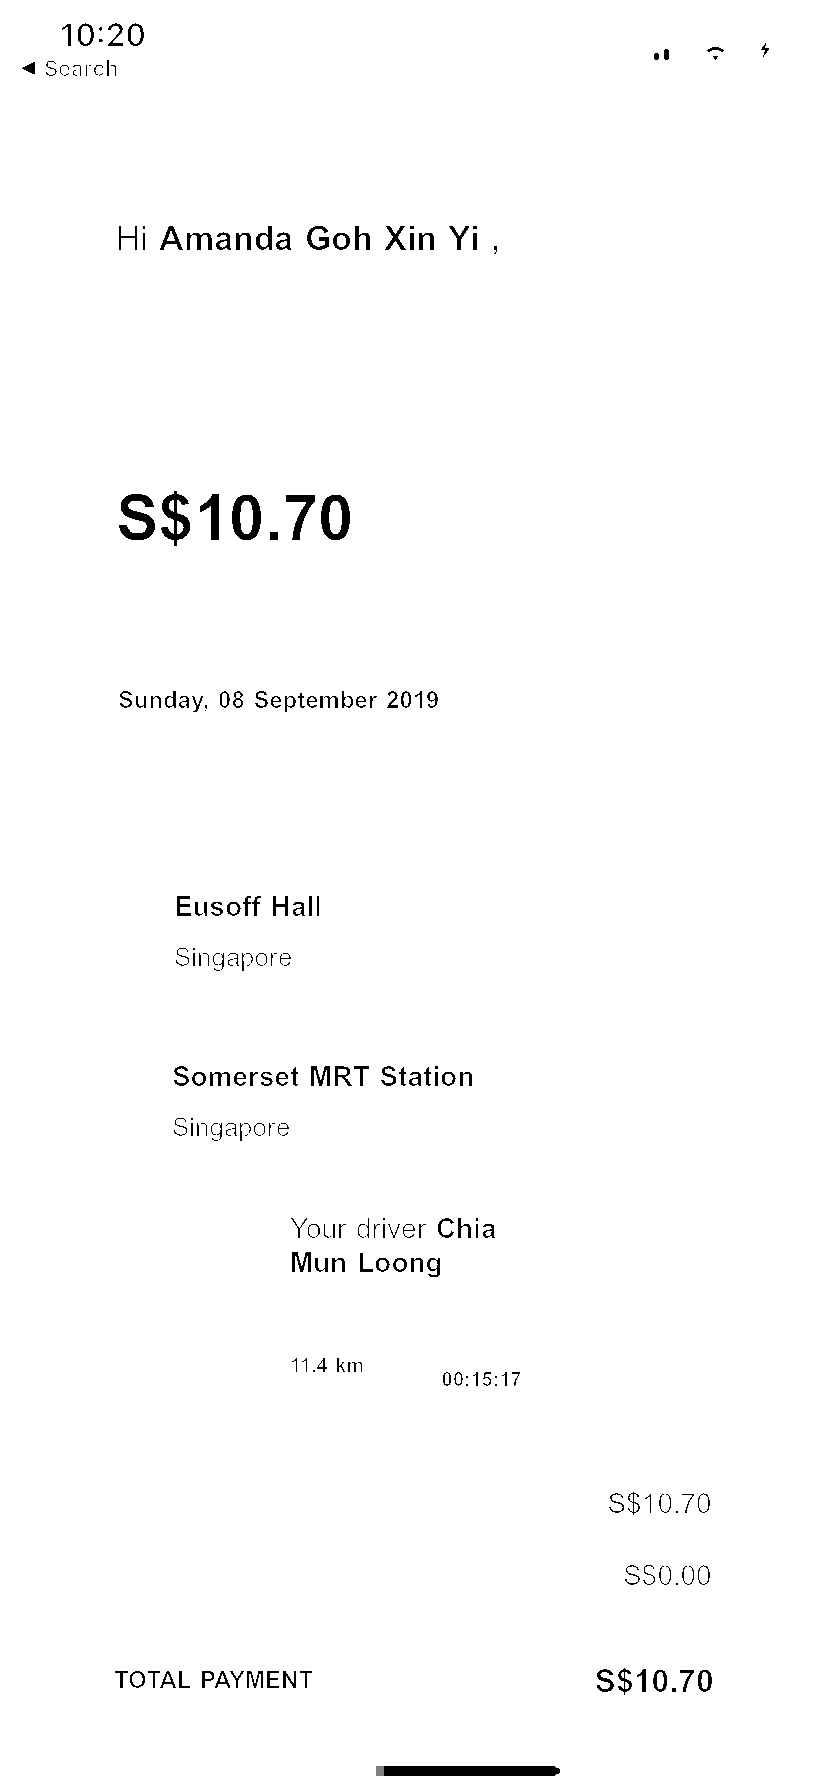 10:20
◀ Search
Hi Amanda Goh Xin Yi ,
S$10.70
Sunday, 08 September 2019
Eusoff Hall
Singapore
Somerset MRT Station
Singapore
Your driver Chia
Mun Loong
11.4 km
00:15:17
S$10.70
S$0.00
TOTAL PAYMENT S$10.70